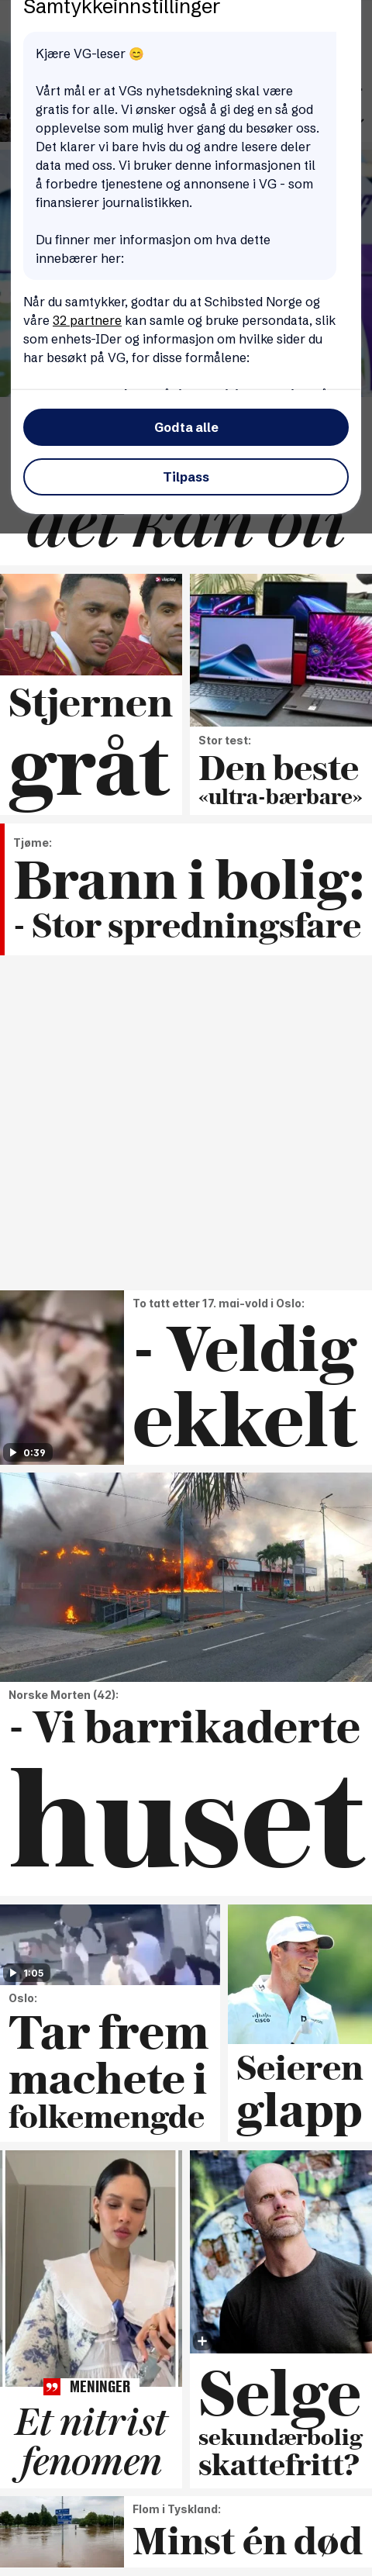 Samtykkeinnstillinger
Kjære VG-leser 😊
Vårt mål er at VGs nyhetsdekning skal være
gratis for alle. Vi ønsker også å gi deg en så god
opplevelse som mulig hver gang du besøker oss.
Det klarer vi bare hvis du og andre lesere deler
data med oss. Vi bruker denne informasjonen til
å forbedre tjenestene og annonsene i VG - som
finansierer journalistikken.
Du finner mer informasjon om hva dette
innebærer her:
Når du samtykker, godtar du at Schibsted Norge og
våre 32 partnere kan samle og bruke persondata, slik
som enhets-IDer og informasjon om hvilke sider du
har besøkt på VG, for disse formålene:
Godta alle
Tilpass
det kan bli
Stjernen
gråt
Stor test:
Den beste
«ultra-bærbare»
Tjøme:
Brann i bolig:
- Stor spredningsfare
To tatt etter 17. mai-vold i Oslo:
- Veldig
ekkelt
0:39
Norske Morten (42):
- Vi barrikaderte
huset
1:05
Oslo:
Tar frem
machete i
folkemengde
CISCO
Seieren
glapp
MENINGER
Et nitrist
fenomen
Selge
sekundærbolig
skattefritt?
Flom i Tyskland:
Minst én død